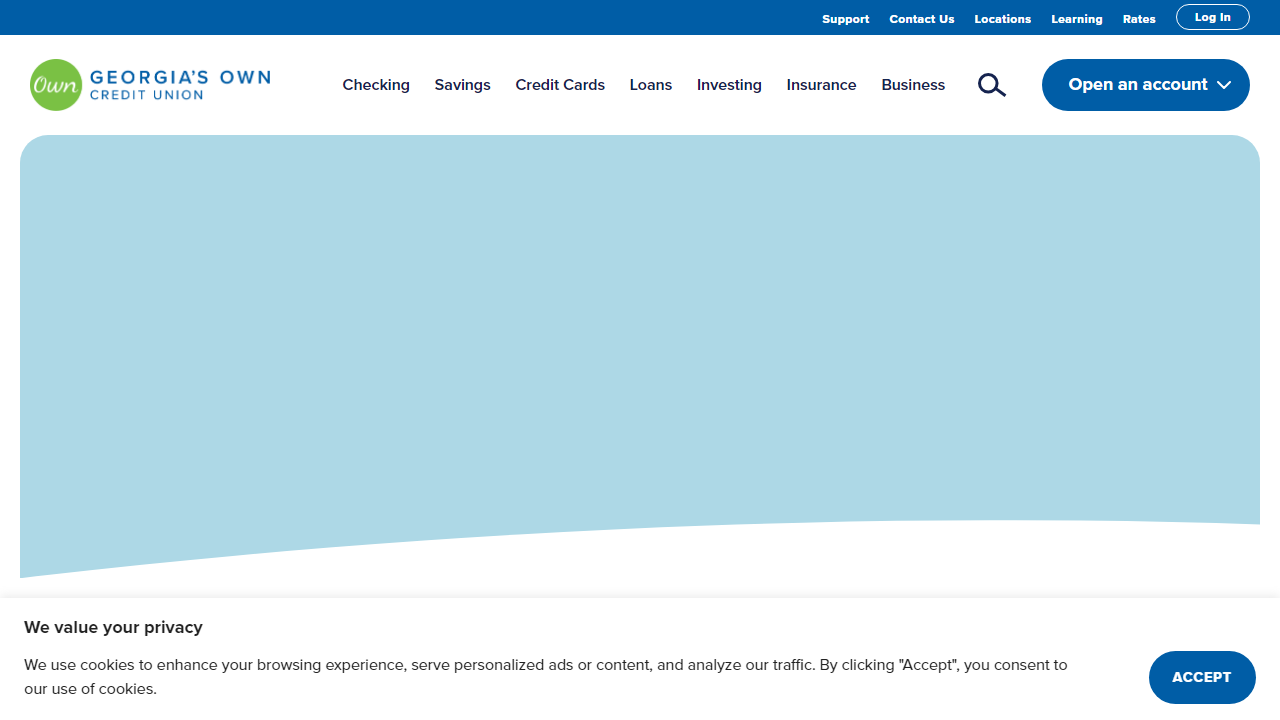 Support Contact Us Locations Learning Rates Log In
Own GEORGIA'S OWN
CREDIT UNION
Checking Savings Credit Cards Loans Investing Insurance Business Open an account
We value your privacy
We use cookies to enhance your browsing experience, serve personalized ads or content, and analyze our traffic. By clicking "Accept", you consent to
our use of cookies.
ACCEPT